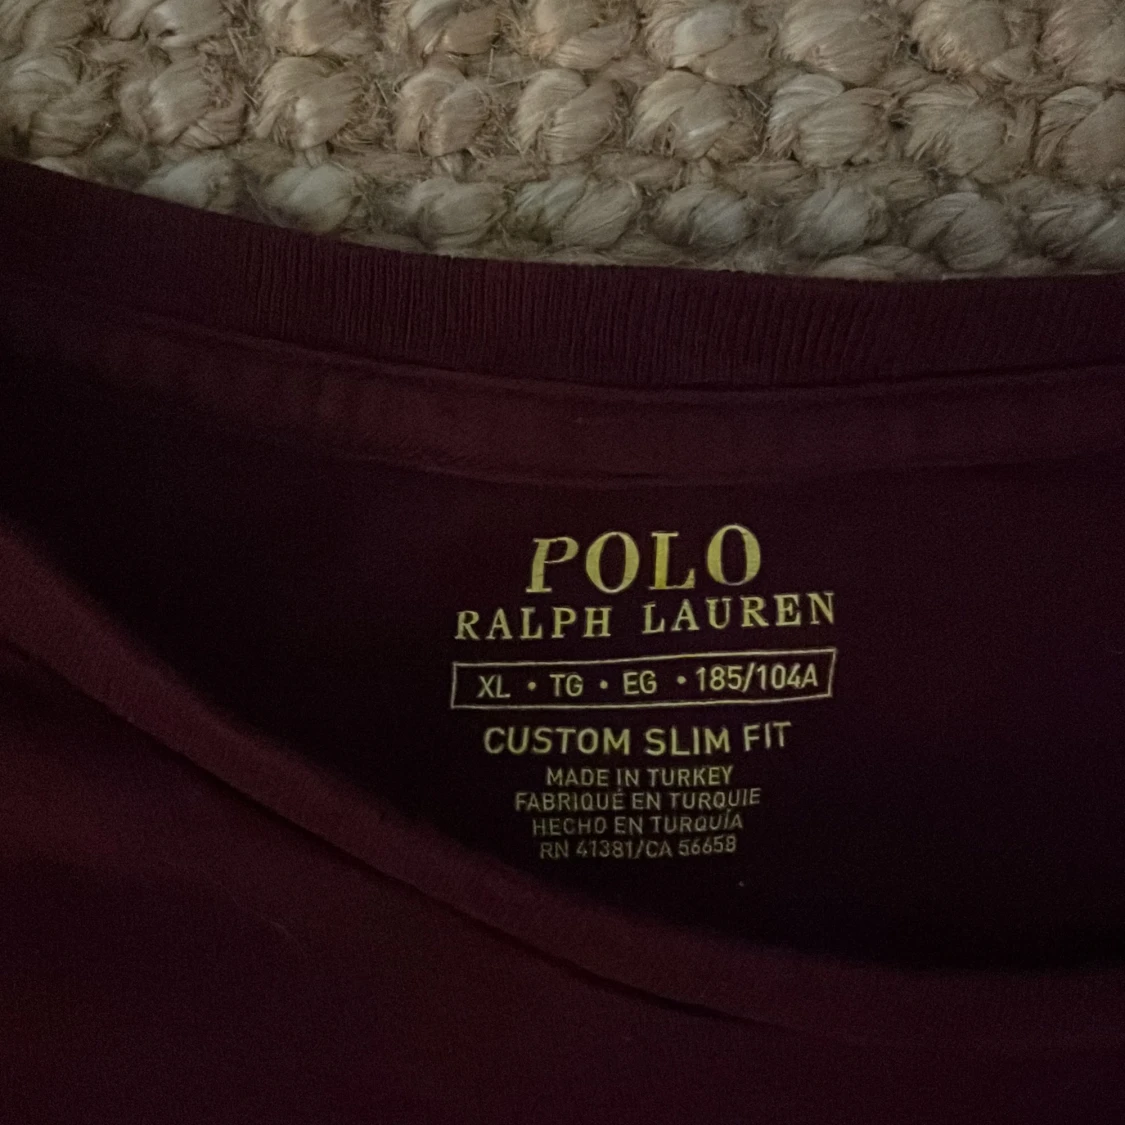 POLO
RALPH LAUREN
XL • TG • EG • 185/104A
CUSTOM SLIM FIT
MADE IN TURKEY
FABRIQUÉ EN TURQUIE
HECHO EN TURQUÍA
RN 41381/CA 56658